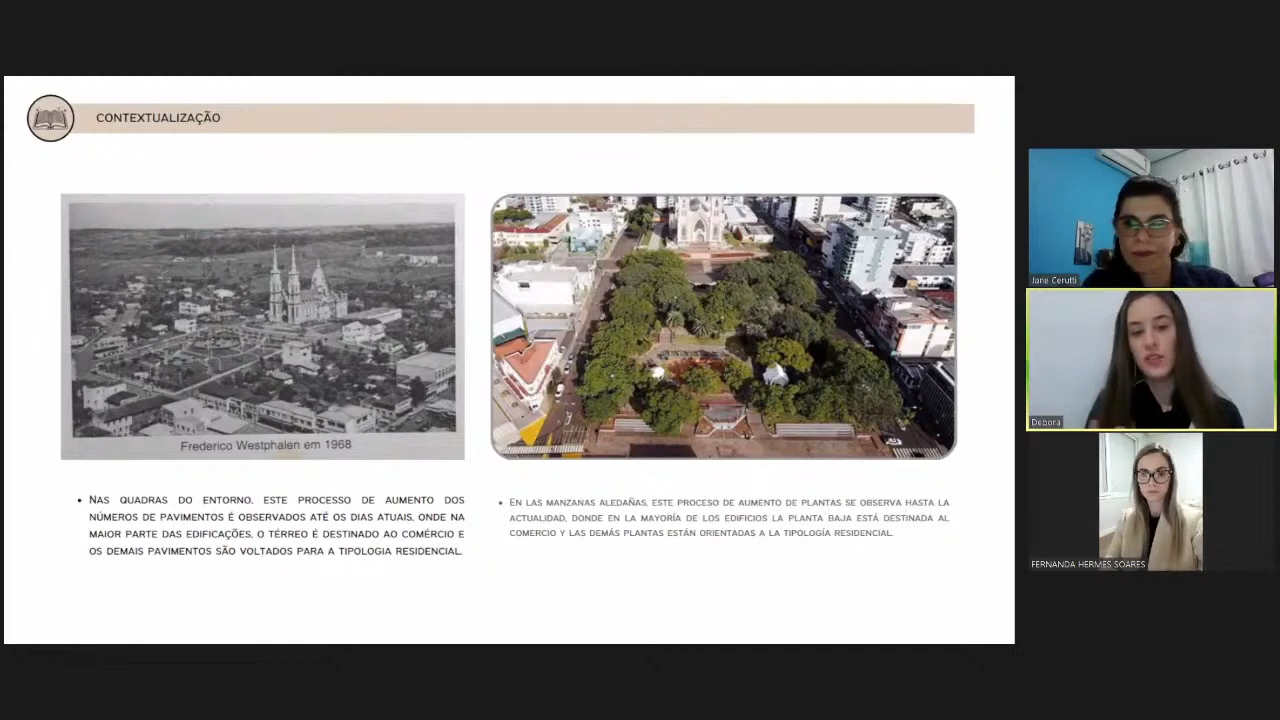 CONTEXTUALIZAÇÃO
Frederico Westphalen em 1968
• NAS QUADRAS DO ENTORNO, ESTE PROCESSO DE AUMENTO DOS
NÚMEROS DE PAVIMENTOS É OBSERVADOS ATÉ OS DIAS ATUAIS, ONDE NA
MAIOR PARTE DAS EDIFICAÇÕES, O TÉRREO É DESTINADO AO COMÉRCIO E
OS DEMAIS PAVIMENTOS SÃO VOLTADOS PARA A TIPOLOGIA RESIDENCIAL.
• EN LAS MANZANAS ALEDAÑAS, ESTE PROCESO DE AUMENTO DE PLANTAS SE OBSERVA HASTA LA
ACTUALIDAD, DONDE EN LA MAYORÍA DE LOS EDIFICIOS LA PLANTA BAJA ESTÁ DESTINADA AL
COMERCIO Y LAS DEMÁS PLANTAS ESTÁN ORIENTADAS A LA TIPOLOGÍA RESIDENCIAL.
Jane Cerutti
Debora
FERNANDA HERMES SOARES